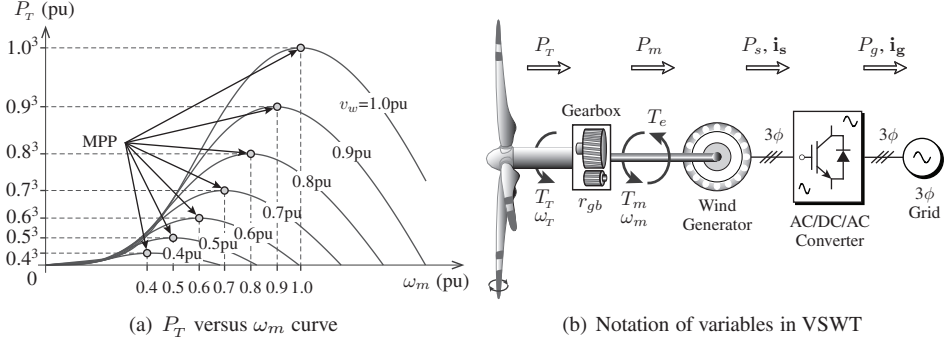 P_T (pu)
1.0³
0.9³
0.8³
0.7³
0.6³
0.5³
0.4³
0
MPP
v_w=1.0pu
0.9pu
0.8pu
0.7pu
0.6pu
0.5pu
0.4pu
0.4 0.5 0.6 0.7 0.8 0.9 1.0
ω_m (pu)
(a) P_T versus ω_m curve
P_T P_m P_s, i_s P_g, i_g
Gearbox
T_e
3ϕ 3ϕ
T_T
ω_T
r_gb
T_m
ω_m
Wind
Generator
AC/DC/AC
Converter
3ϕ
Grid
(b) Notation of variables in VSWT